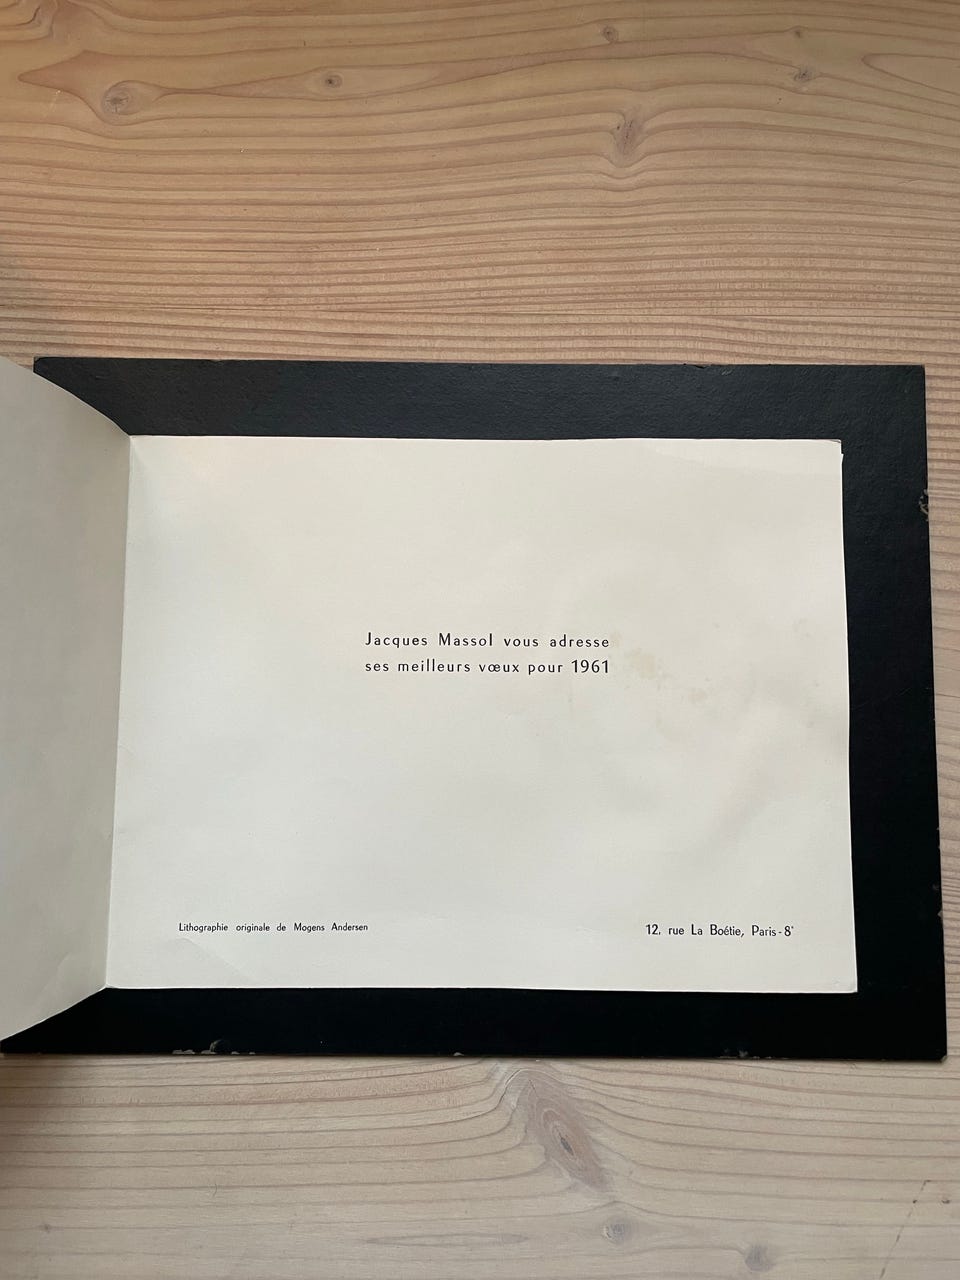 Jacques Massol vous adresse
ses meilleurs vœux pour 1961
Lithographie originale de Mogens Andersen
12, rue La Boétie, Paris - 8ᵉ